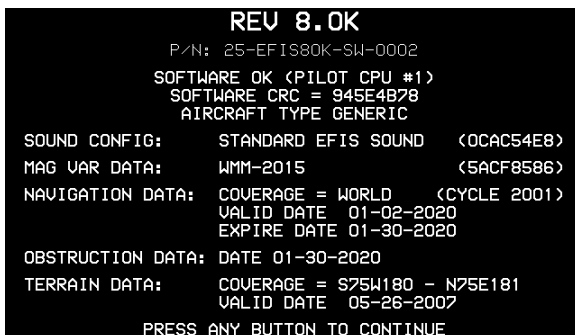 REV 8.0K
P/N: 25-EFIS80K-SW-0002
SOFTWARE OK (PILOT CPU #1)
SOFTWARE CRC = 945E4B78
AIRCRAFT TYPE GENERIC
SOUND CONFIG: STANDARD EFIS SOUND (0CAC54E8)
MAG VAR DATA: WMM-2015 (5ACF8586)
NAVIGATION DATA: COVERAGE = WORLD (CYCLE 2001)
VALID DATE 01-02-2020
EXPIRE DATE 01-30-2020
OBSTRUCTION DATA: DATE 01-30-2020
TERRAIN DATA: COVERAGE = S75W180 - N75E181
VALID DATE 05-26-2007
PRESS ANY BUTTON TO CONTINUE